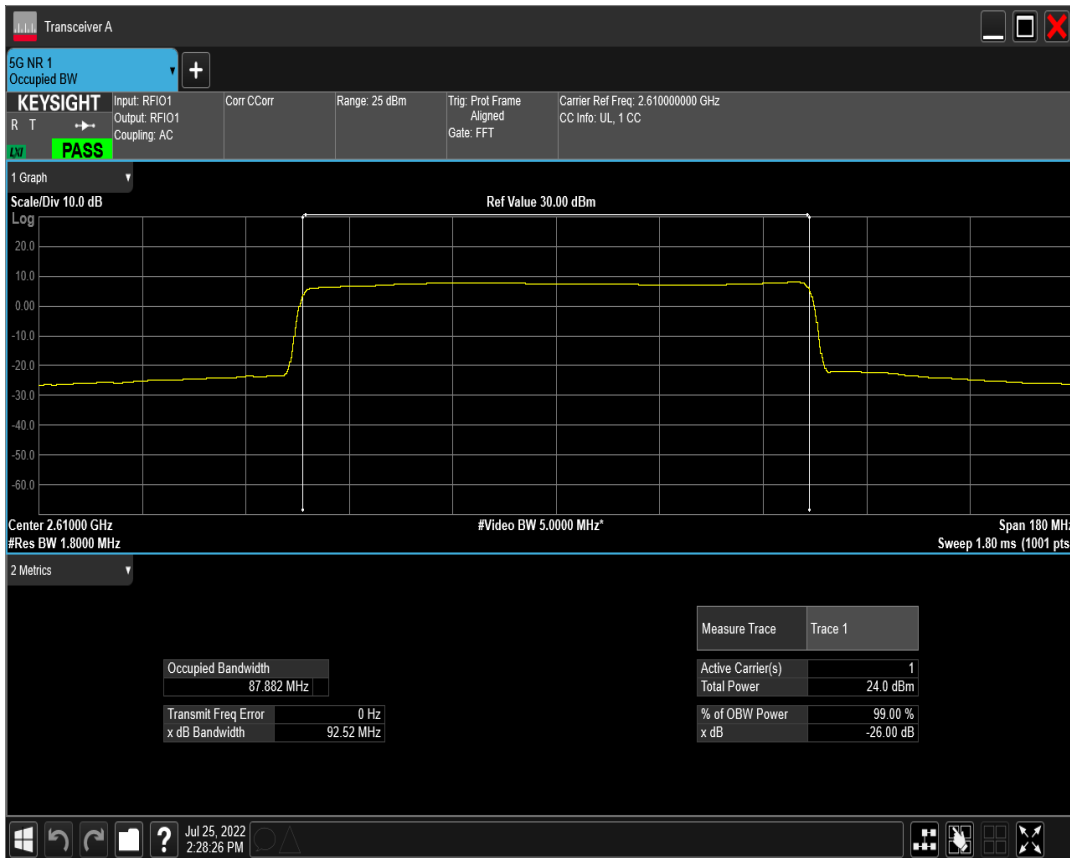 Transceiver A
5G NR 1
Occupied BW
KEYSIGHT
R T
LXI
PASS
Input: RFIO1
Output: RFIO1
Coupling: AC
Corr CCorr
Range: 25 dBm
Trig: Prot Frame
Aligned
Gate: FFT
Carrier Ref Freq: 2.610000000 GHz
CC Info: UL, 1 CC
1 Graph
Scale/Div 10.0 dB
Ref Value 30.00 dBm
Log
20.0
10.0
0.00
-10.0
-20.0
-30.0
-40.0
-50.0
-60.0
Center 2.61000 GHz
#Video BW 5.0000 MHz*
Span 180 MHz
#Res BW 1.8000 MHz
Sweep 1.80 ms (1001 pts
2 Metrics
Measure Trace Trace 1
Occupied Bandwidth
87.882 MHz
Active Carrier(s) 1
Total Power 24.0 dBm
Transmit Freq Error 0 Hz
x dB Bandwidth 92.52 MHz
% of OBW Power 99.00 %
x dB -26.00 dB
?
Jul 25, 2022
2:28:26 PM